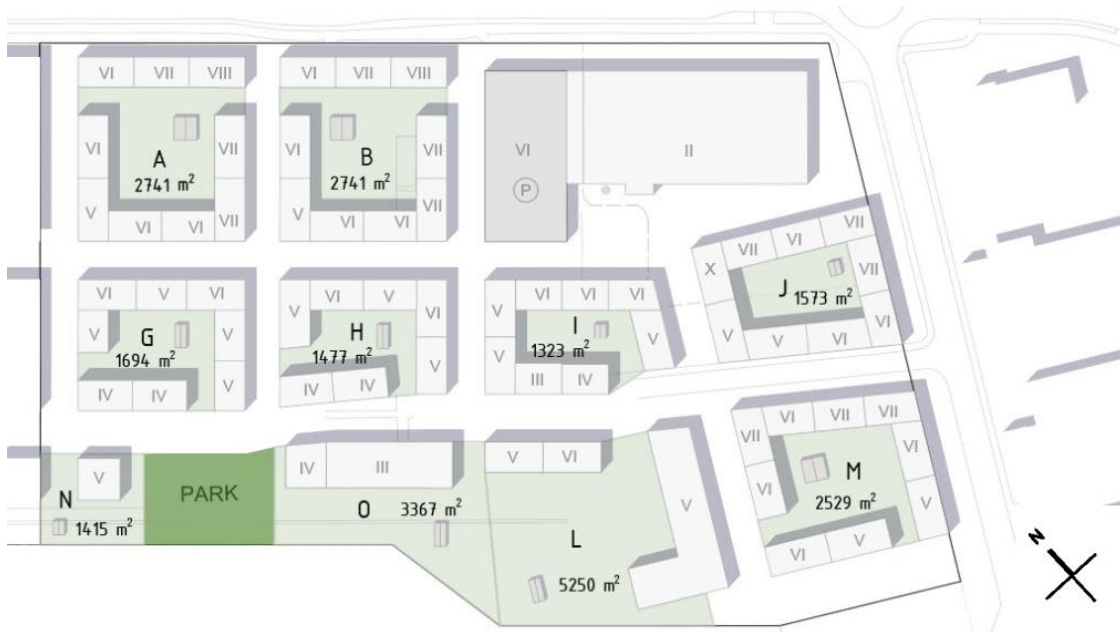 VI VII VIII
VI VII VIII
VI
A
2741 m²
VII
V
VI VI
VII
VI
B
2741 m²
VII
V
VI VI
VII
VI
P
II
VI V VI
V
G
1694 m²
V
IV IV
V
V
VI V
VI
H
1477 m²
IV IV
V
V
VI VI VI
I
1323 m²
V
V
III IV
X
VII VI VII
J
1573 m²
VII
V
V VI
VI
N
V
1415 m²
PARK
IV III
O
3367 m²
V VI
L
5250 m²
V
VII
VI VII VII
VI
M
2529 m²
VI
V
VI V
N